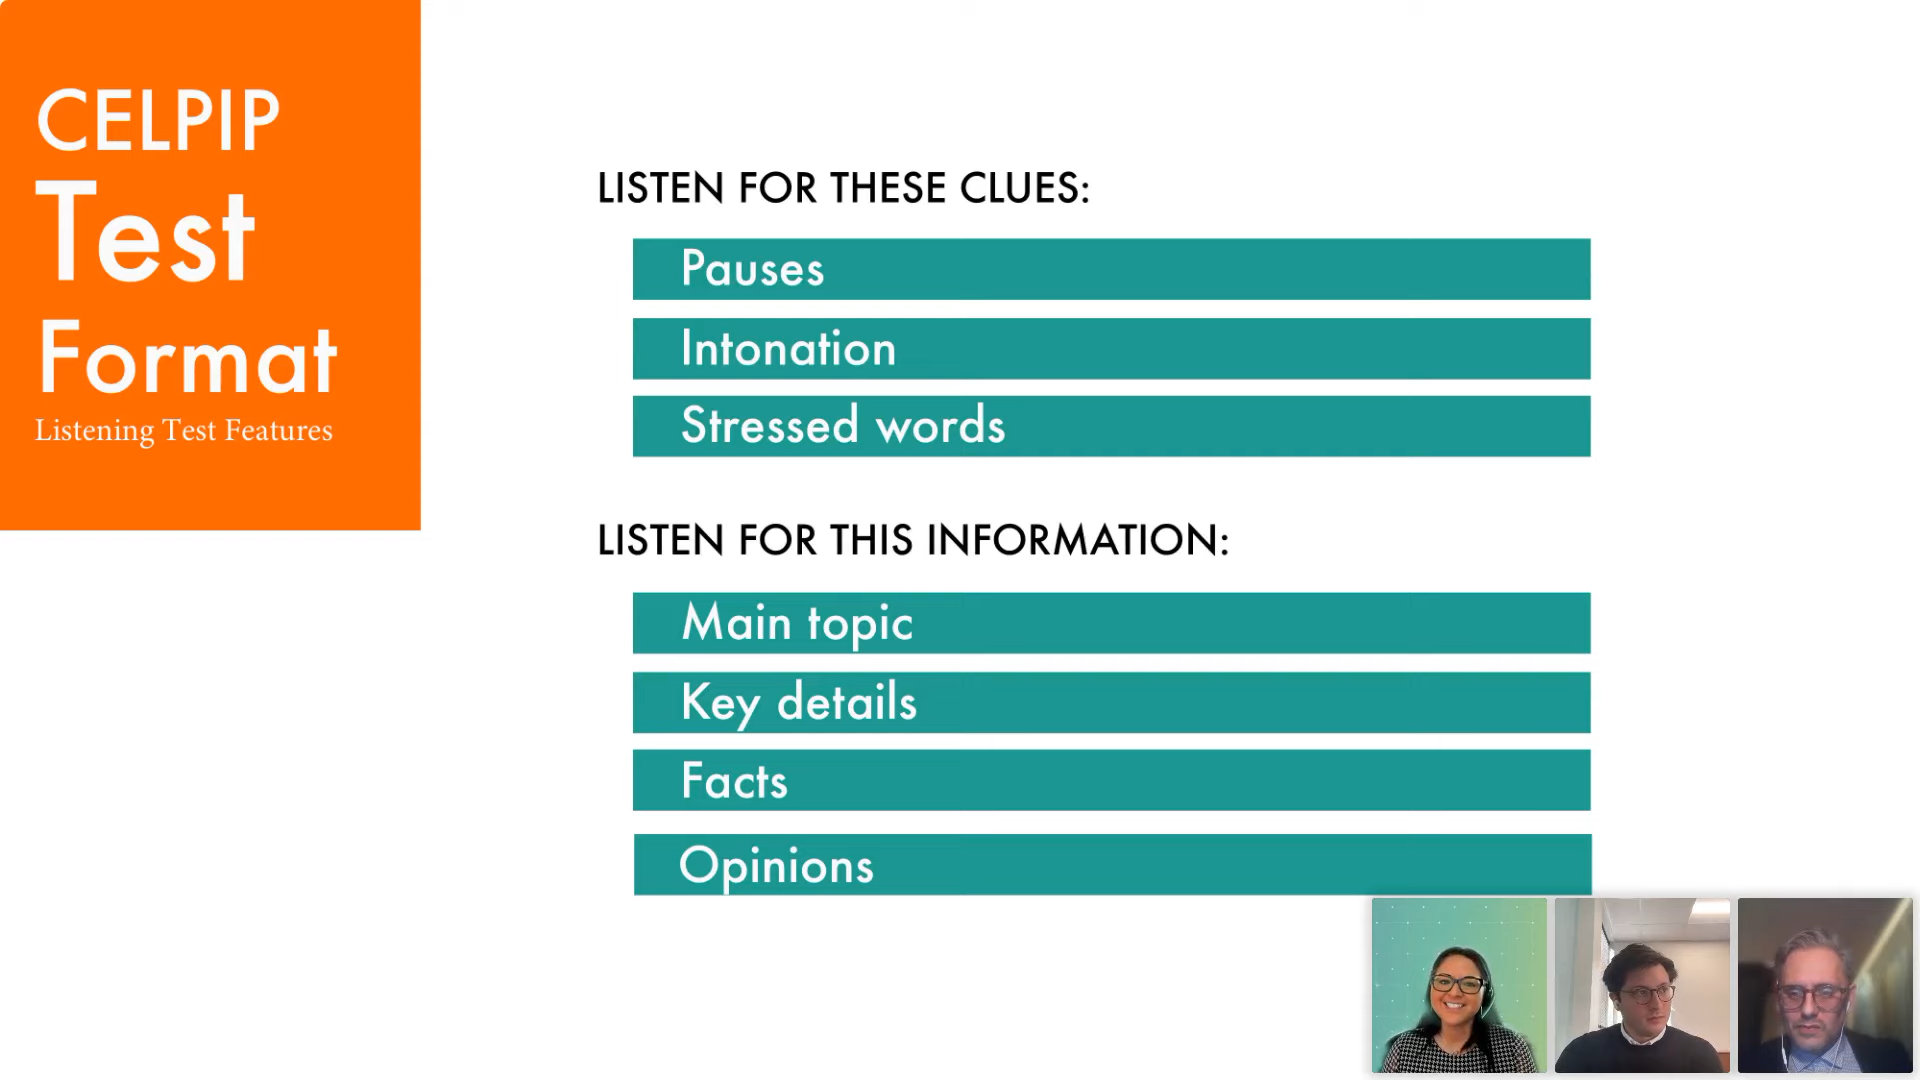 CELPIP
Test
Format
Listening Test Features
LISTEN FOR THESE CLUES:
Pauses
Intonation
Stressed words
LISTEN FOR THIS INFORMATION:
Main topic
Key details
Facts
Opinions